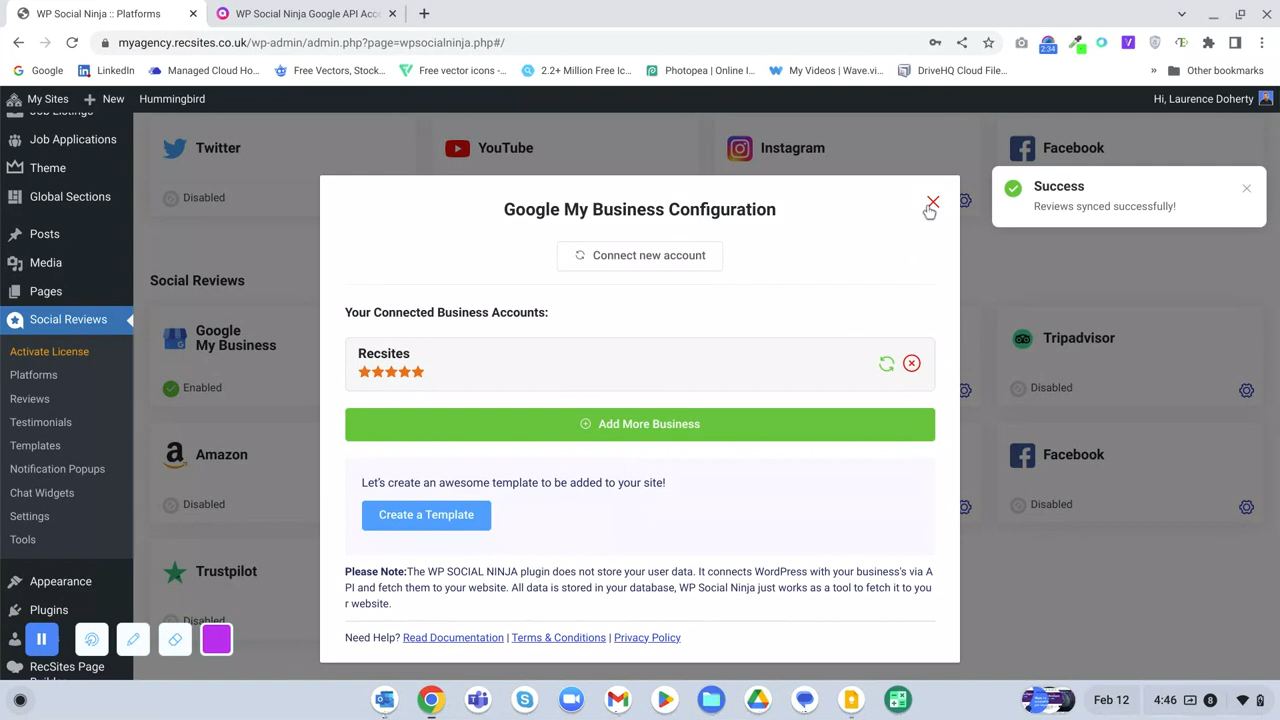 WP Social Ninja :: Platforms
WP Social Ninja Google API Acc
myagency.recsites.co.uk/wp-admin/admin.php?page=wpsocialninja.php#/
2:34
Google
LinkedIn
Managed Cloud Ho...
Free Vectors, Stock...
Free vector icons -...
2.2+ Million Free Ic...
Photopea | Online I...
My Videos | Wave.vi...
DriveHQ Cloud File...
»
Other bookmarks
My Sites
New
Hummingbird
Hi, Laurence Doherty
Job Listings
Job Applications
Theme
Global Sections
Posts
Media
Pages
Social Reviews
Activate License
Platforms
Reviews
Testimonials
Templates
Notification Popups
Chat Widgets
Settings
Tools
Appearance
Plugins
RecSites Page
Builder
Twitter
Disabled
YouTube
Instagram
Facebook
Social Reviews
Google
My Business
Enabled
Tripadvisor
Disabled
Amazon
Disabled
Facebook
Disabled
Trustpilot
Disabled
Success
Reviews synced successfully!
Google My Business Configuration
Connect new account
Your Connected Business Accounts:
Recsites
Add More Business
Let's create an awesome template to be added to your site!
Create a Template
Please Note:The WP SOCIAL NINJA plugin does not store your user data. It connects WordPress with your business's via A
PI and fetch them to your website. All data is stored in your database, WP Social Ninja just works as a tool to fetch it to you
r website.
Need Help? Read Documentation | Terms & Conditions | Privacy Policy
Feb 12
4:46
8